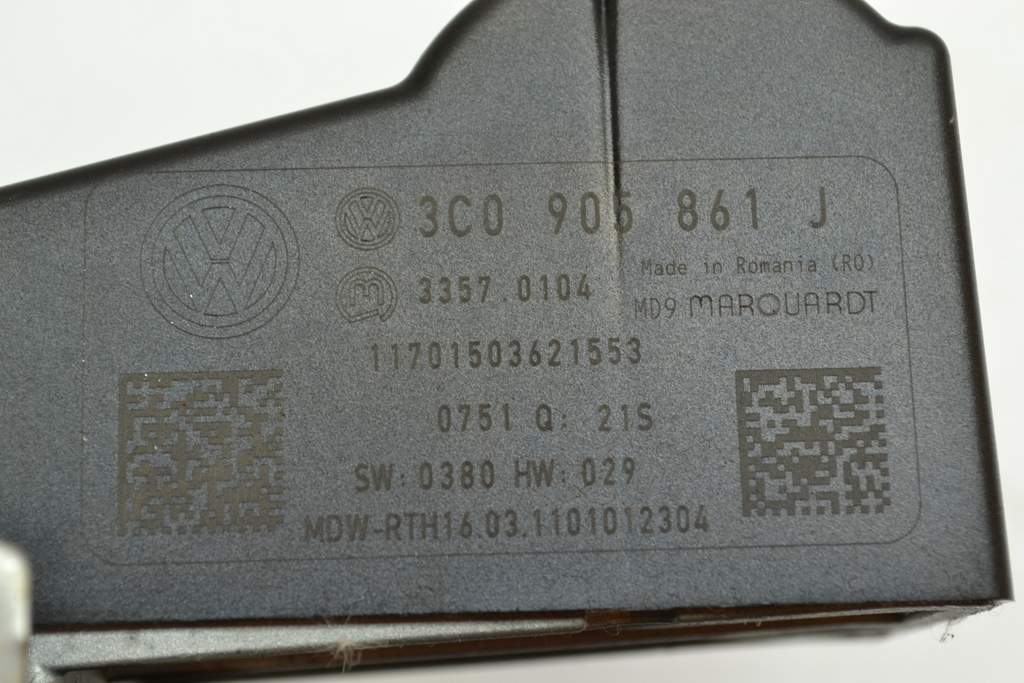 3C0 905 861 J
Made in Romania (RO)
3357.0104
MD9 MARQUARDT
11701503621553
0751 Q: 21S
SW: 0380 HW: 029
MDW-RTH16.03.1101012304